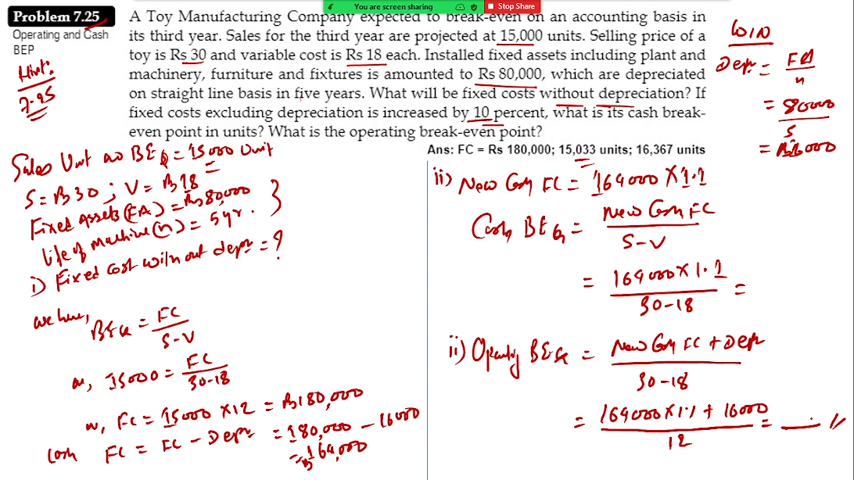 You are screen sharing
Stop Share
Problem 7.25
Operating and Cash
BEP
A Toy Manufacturing Company expected to break-even on an accounting basis in
its third year. Sales for the third year are projected at 15,000 units. Selling price of a
toy is Rs 30 and variable cost is Rs 18 each. Installed fixed assets including plant and
machinery, furniture and fixtures is amounted to Rs 80,000, which are depreciated
on straight line basis in five years. What will be fixed costs without depreciation? If
fixed costs excluding depreciation is increased by 10 percent, what is its cash break-
even point in units? What is the operating break-even point?
Ans: FC = Rs 180,000; 15,033 units; 16,367 units
Hint:
7-25
WIN
Depr = FA/n
= 80000/5
= Rs 16000
Sales Unit as BEQ = 15000 Unit
S = Rs 30 ; V = Rs 18
Fixed Assets (FA) = Rs 80000
life of machine (n) = 5 yr.
i) Fixed cost without depr = ?
we have,
BEQ = FC/S-V
or, 15000 = FC/30-18
or, FC = 15000 x 12 = Rs 180,000
Cash FC = FC - Depr = 180,000 - 16000
= Rs 164,000
ii) New Cash FC = 164000 x 1.1
Cash BEQ = New Cash FC/S-V
= 164000 x 1.1/30-18 =
ii) Operating BEQ = New Cash FC + Depr/30-18
= 164000 x 1.1 + 16000/12 =